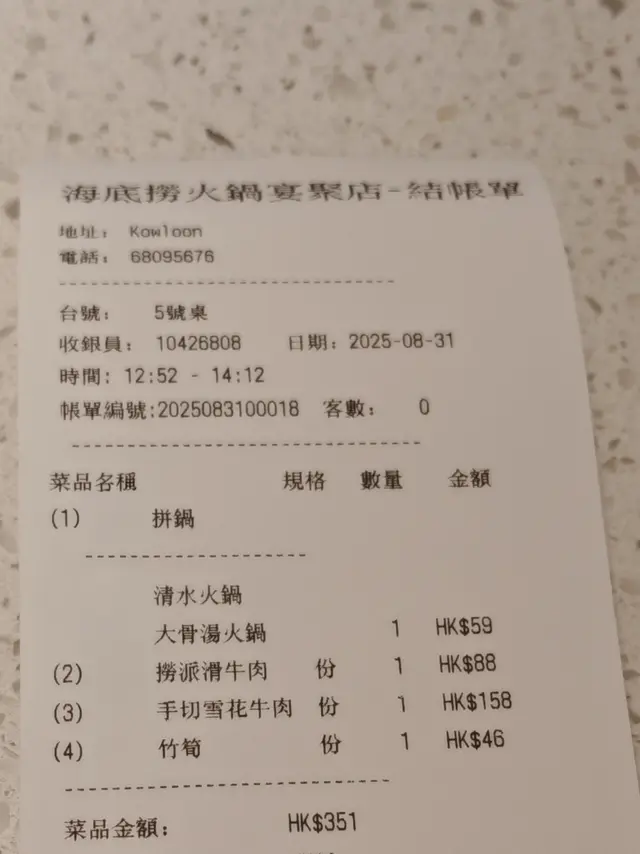 海底撈火鍋宴聚店-結帳單
地址： Kowloon
電話： 68095676
台號： 5號桌
收銀員： 10426808 日期：2025-08-31
時間：12:52 - 14:12
帳單編號:2025083100018 客數： 0
菜品名稱 規格 數量 金額
(1) 拼鍋
清水火鍋
大骨湯火鍋 1 HK$59
(2) 撈派滑牛肉 份 1 HK$88
(3) 手切雪花牛肉 份 1 HK$158
(4) 竹筍 份 1 HK$46
菜品金額： HK$351